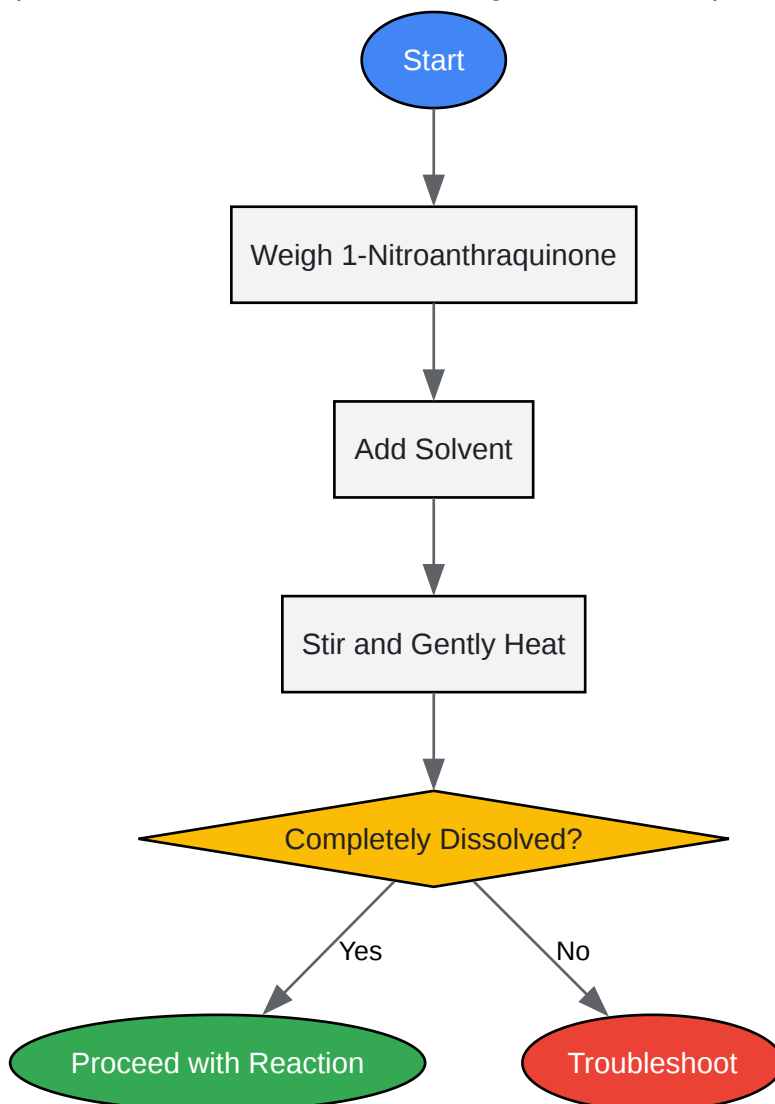 Start
Weigh 1-Nitroanthraquinone
Add Solvent
Stir and Gently Heat
Completely Dissolved?
Yes
No
Proceed with Reaction
Troubleshoot